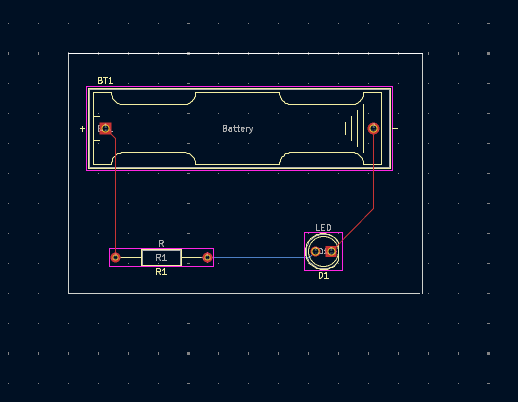 BT1
+
Battery
-
R
R1
R1
LED
D1